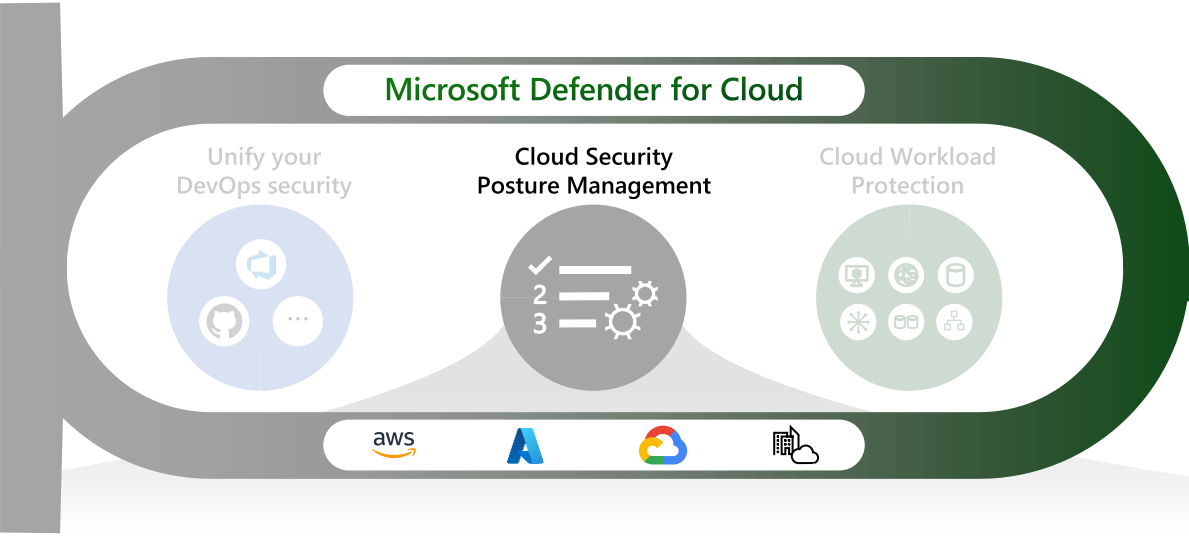 Microsoft Defender for Cloud
Unify your
DevOps security
Cloud Security
Posture Management
Cloud Workload
Protection
2
3
aws